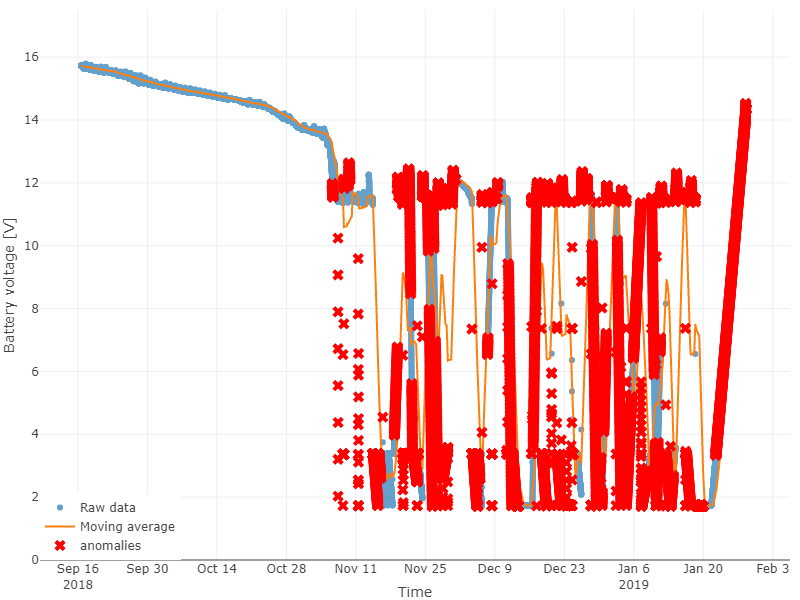 16
14
12
10
8
6
4
2
0
Battery voltage [V]
Raw data
Moving average
anomalies
Sep 16 Sep 30 Oct 14 Oct 28 Nov 11 Nov 25 Dec 9 Dec 23 Jan 6 Jan 20 Feb 3
2018 2019
Time